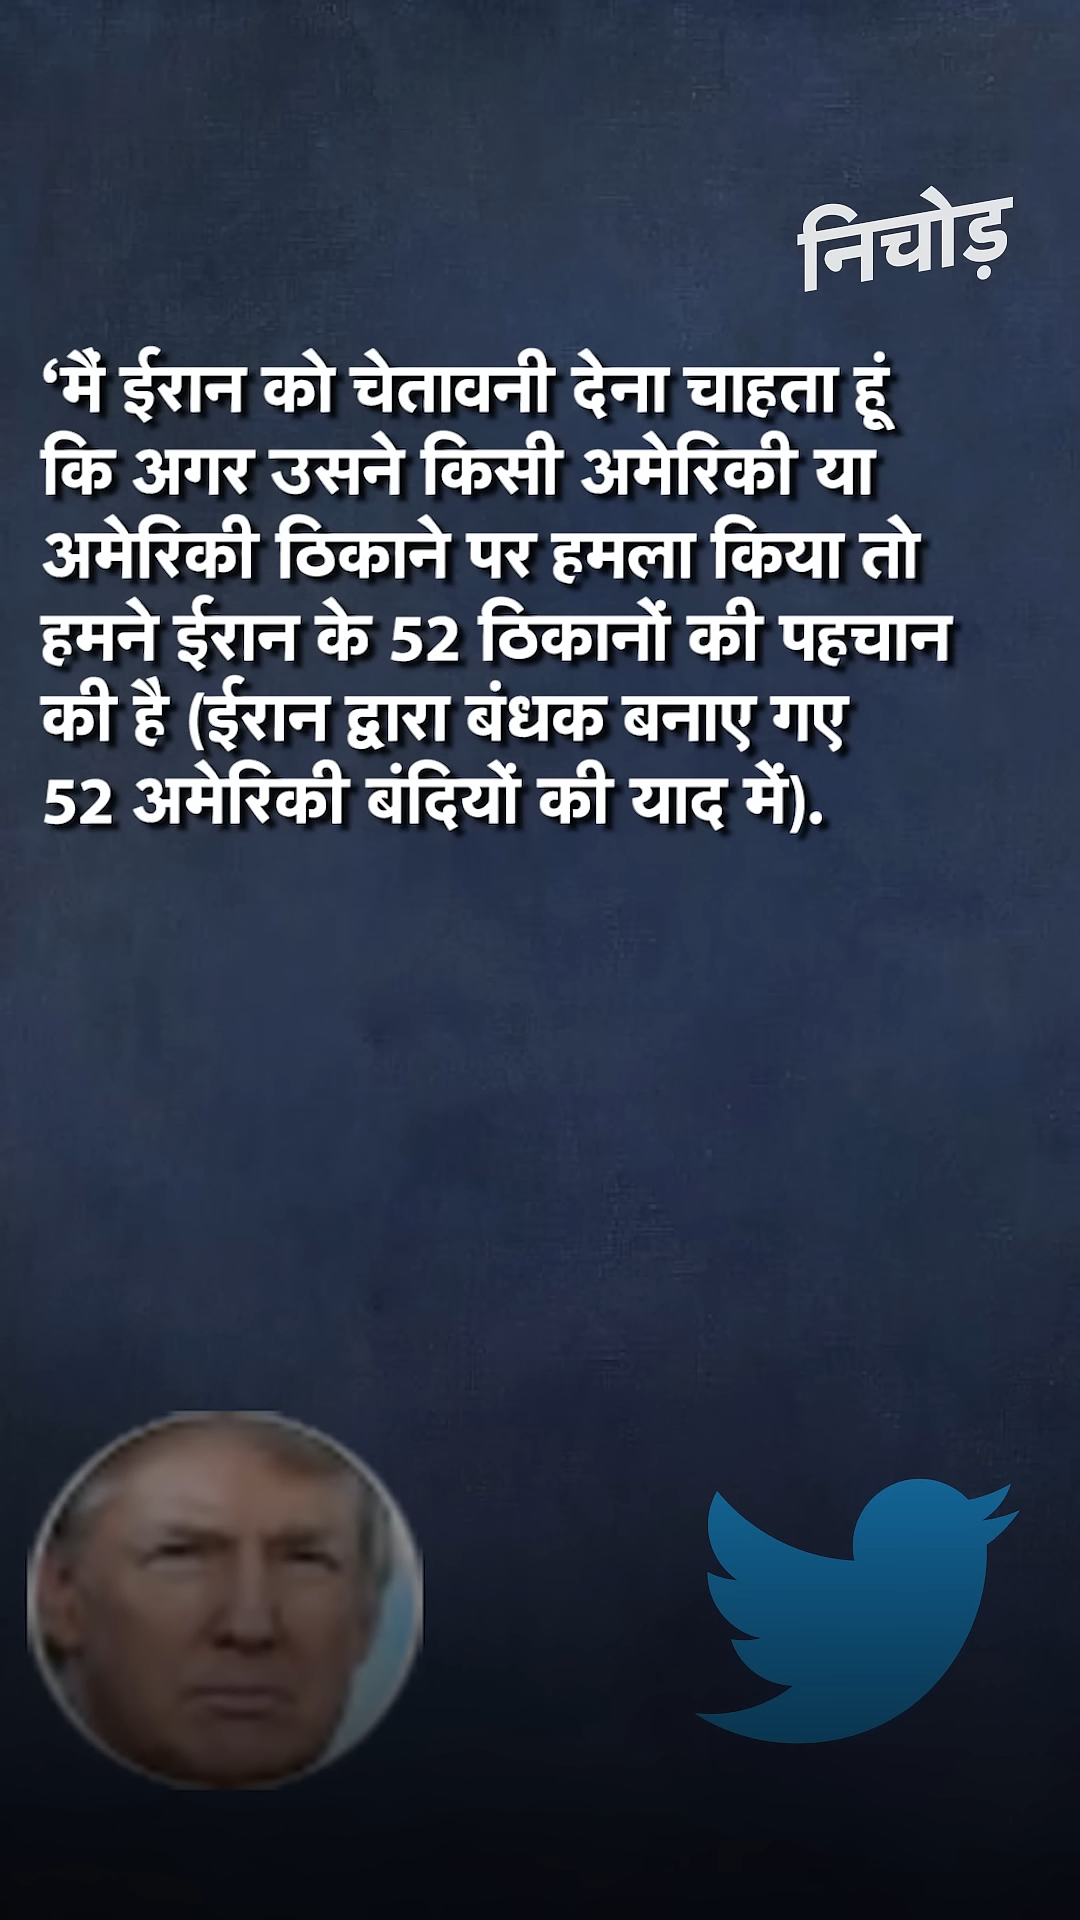 निचोड़
‘मैं ईरान को चेतावनी देना चाहता हूं
कि अगर उसने किसी अमेरिकी या
अमेरिकी ठिकाने पर हमला किया तो
हमने ईरान के 52 ठिकानों की पहचान
की है (ईरान द्वारा बंधक बनाए गए
52 अमेरिकी बंदियों की याद में).